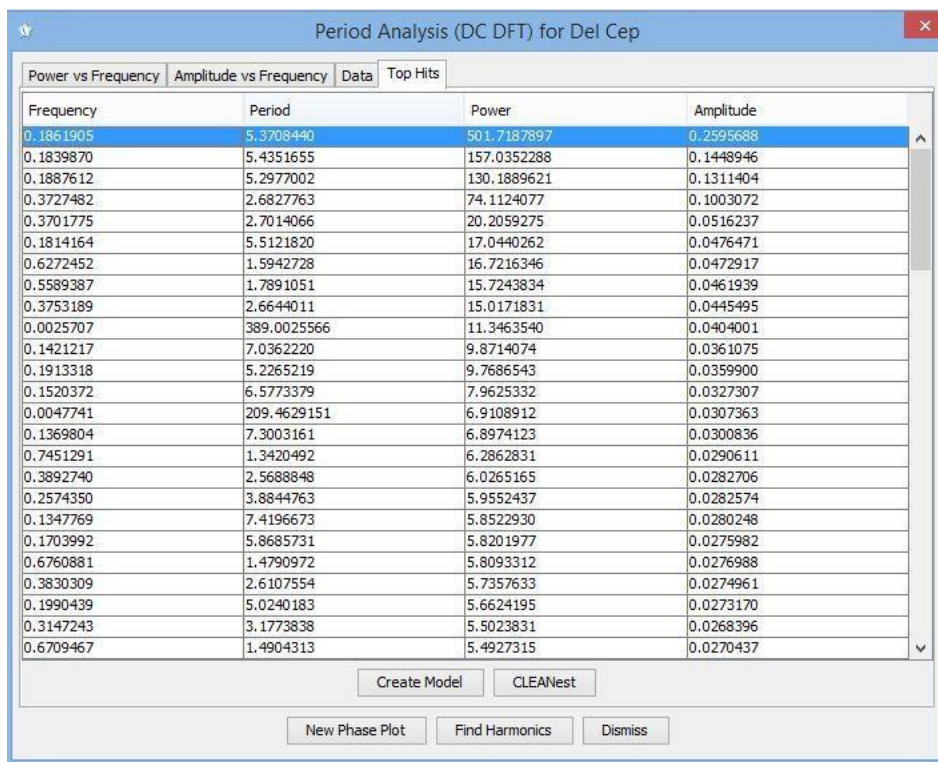 Period Analysis (DC DFT) for Del Cep
Power vs Frequency Amplitude vs Frequency Data Top Hits
Frequency Period Power Amplitude
0.1861905 5.3708440 501.7187897 0.2595688
0.1839870 5.4351655 157.0352288 0.1448946
0.1887612 5.2977002 130.1889621 0.1311404
0.3727482 2.6827763 74.1124077 0.1003072
0.3701775 2.7014066 20.2059275 0.0516237
0.1814164 5.5121820 17.0440262 0.0476471
0.6272452 1.5942728 16.7216346 0.0472917
0.5589387 1.7891051 15.7243834 0.0461939
0.3753189 2.6644011 15.0171831 0.0445495
0.0025707 389.0025566 11.3463540 0.0404001
0.1421217 7.0362220 9.8714074 0.0361075
0.1913318 5.2265219 9.7686543 0.0359900
0.1520372 6.5773379 7.9625332 0.0327307
0.0047741 209.4629151 6.9108912 0.0307363
0.1369804 7.3003161 6.8974123 0.0300836
0.7451291 1.3420492 6.2862831 0.0290611
0.3892740 2.5688848 6.0265165 0.0282706
0.2574350 3.8844763 5.9552437 0.0282574
0.1347769 7.4196673 5.8522930 0.0280248
0.1703992 5.8685731 5.8201977 0.0275982
0.6760881 1.4790972 5.8093312 0.0276988
0.3830309 2.6107554 5.7357633 0.0274961
0.1990439 5.0240183 5.6624195 0.0273170
0.3147243 3.1773838 5.5023831 0.0268396
0.6709467 1.4904313 5.4927315 0.0270437
Create Model CLEANest
New Phase Plot Find Harmonics Dismiss